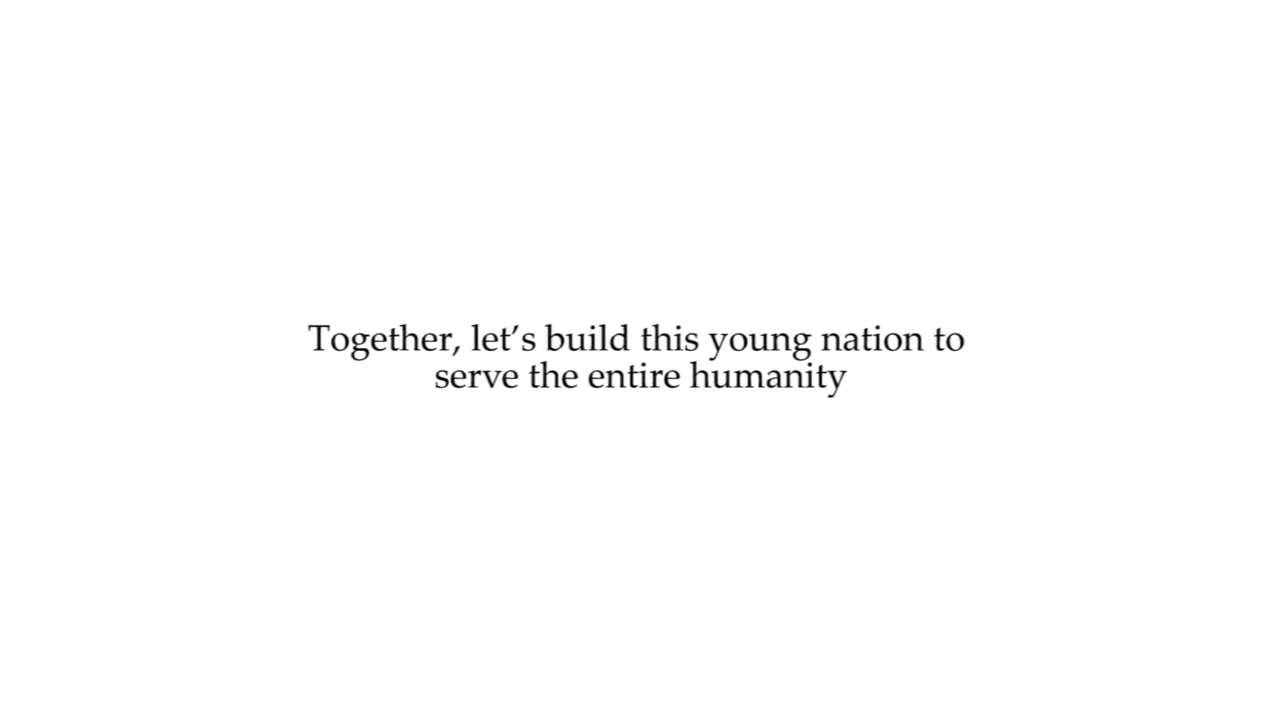 Together, let’s build this young nation to
serve the entire humanity